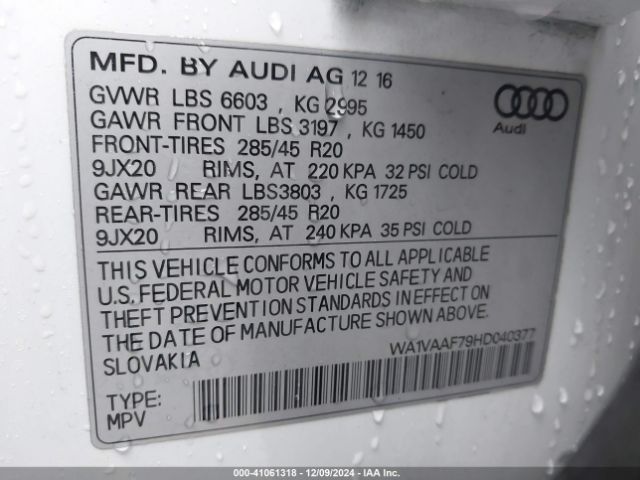 MFD. BY AUDI AG 12 16
GVWR LBS 6603 , KG 2995
GAWR FRONT LBS 3197 , KG 1450
FRONT-TIRES 285/45 R20
9JX20 RIMS, AT 220 KPA 32 PSI COLD
GAWR REAR LBS3803 , KG 1725
REAR-TIRES 285/45 R20
9JX20 RIMS, AT 240 KPA 35 PSI COLD
Audi
THIS VEHICLE CONFORMS TO ALL APPLICABLE
U.S. FEDERAL MOTOR VEHICLE SAFETY AND
THEFT PREVENTION STANDARDS IN EFFECT ON
THE DATE OF MANUFACTURE SHOWN ABOVE.
SLOVAKIA
WA1VAAF79HD040377
TYPE:
MPV
000-41061318 - 12/09/2024 - IAA Inc.